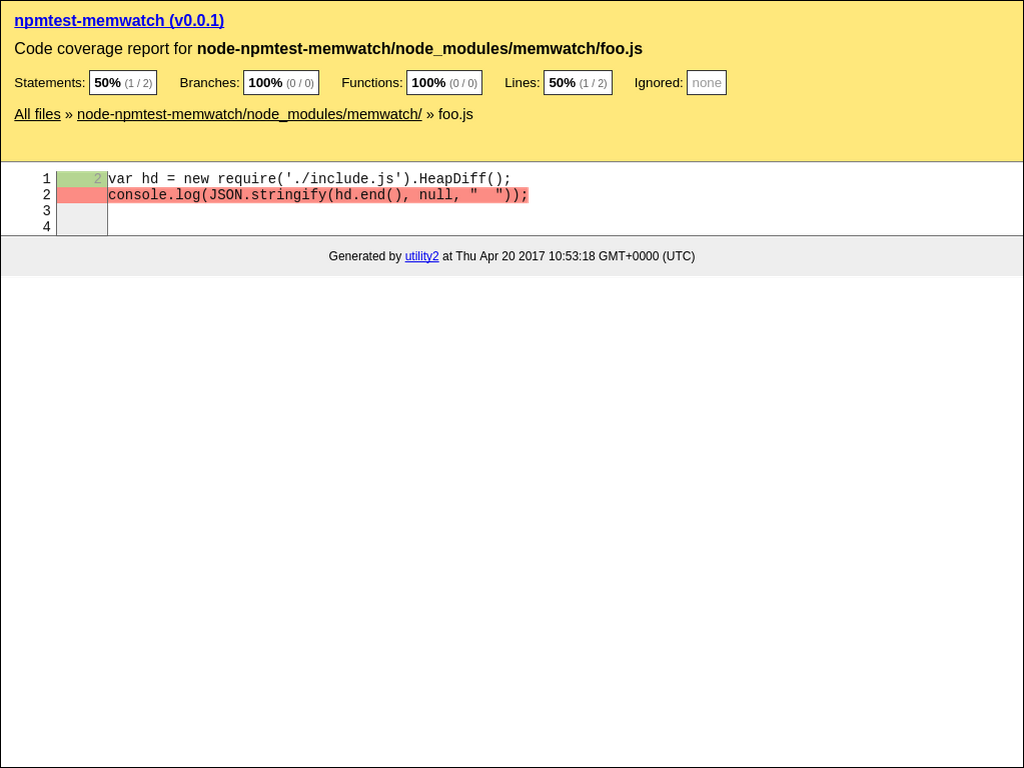 npmtest-memwatch (v0.0.1)
Code coverage report for node-npmtest-memwatch/node_modules/memwatch/foo.js
Statements: 50% (1 / 2) Branches: 100% (0 / 0) Functions: 100% (0 / 0) Lines: 50% (1 / 2) Ignored: none
All files » node-npmtest-memwatch/node_modules/memwatch/ » foo.js
1 2 var hd = new require('./include.js').HeapDiff();
2 console.log(JSON.stringify(hd.end(), null, "  "));
3
4
Generated by utility2 at Thu Apr 20 2017 10:53:18 GMT+0000 (UTC)